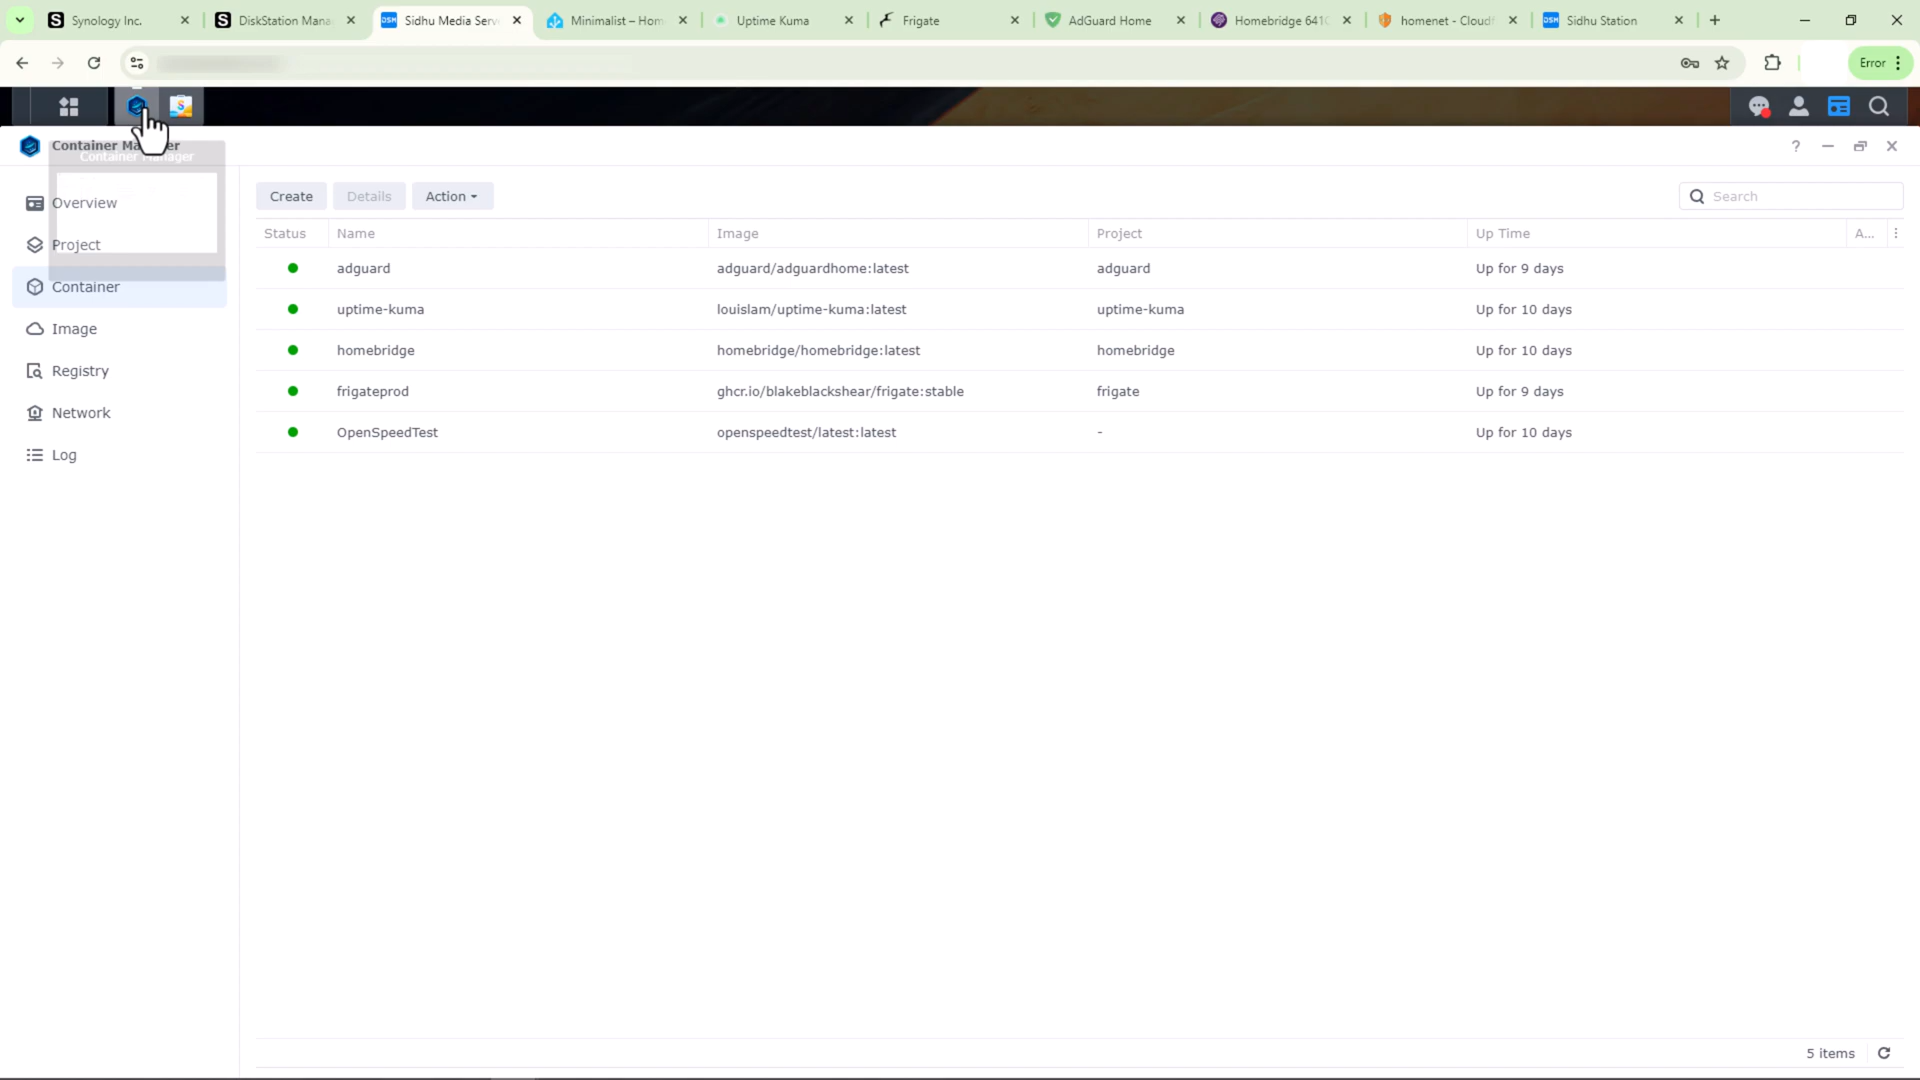 Synology Inc. DiskStation Mana Sidhu Media Serv Minimalist – Hom Uptime Kuma Frigate AdGuard Home Homebridge 641C homenet - Cloudf Sidhu Station
Error
Container Manager
Container Manager
Overview
Project
Container
Image
Registry
Network
Log
Create Details Action Search
Status Name Image Project Up Time A...
adguard adguard/adguardhome:latest adguard Up for 9 days
uptime-kuma louislam/uptime-kuma:latest uptime-kuma Up for 10 days
homebridge homebridge/homebridge:latest homebridge Up for 10 days
frigateprod ghcr.io/blakeblackshear/frigate:stable frigate Up for 9 days
OpenSpeedTest openspeedtest/latest:latest - Up for 10 days
5 items